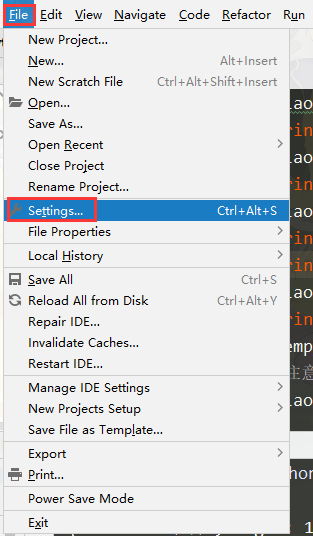 File Edit View Navigate Code Refactor Run
New Project...
New... Alt+Insert
New Scratch File Ctrl+Alt+Shift+Insert
Open...
Save As...
Open Recent
Close Project
Rename Project...
Settings... Ctrl+Alt+S
File Properties
Local History
Save All Ctrl+S
Reload All from Disk Ctrl+Alt+Y
Repair IDE...
Invalidate Caches...
Restart IDE...
Manage IDE Settings
New Projects Setup
Save File as Template...
Export
Print...
Power Save Mode
Exit